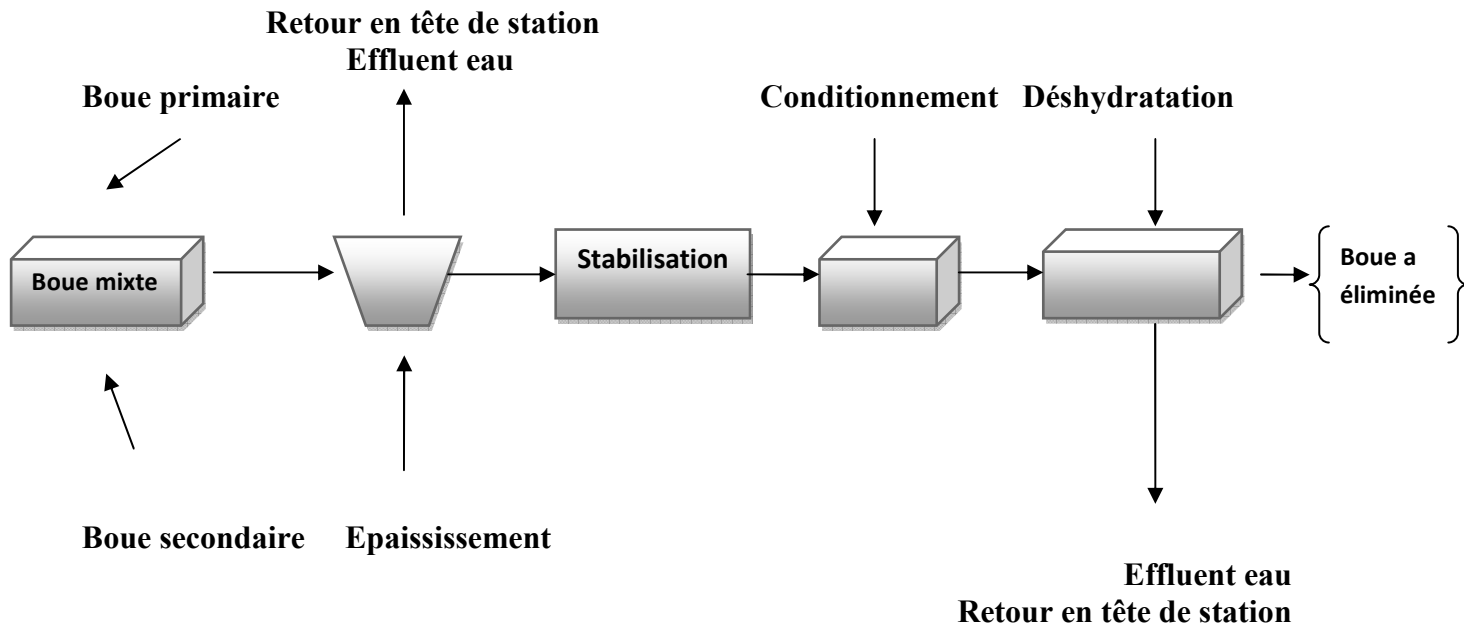 Retour en tête de station
Effluent eau
Boue primaire
Conditionnement
Déshydratation
Boue mixte
Stabilisation
Boue a
éliminée
Boue secondaire
Epaississement
Effluent eau
Retour en tête de station